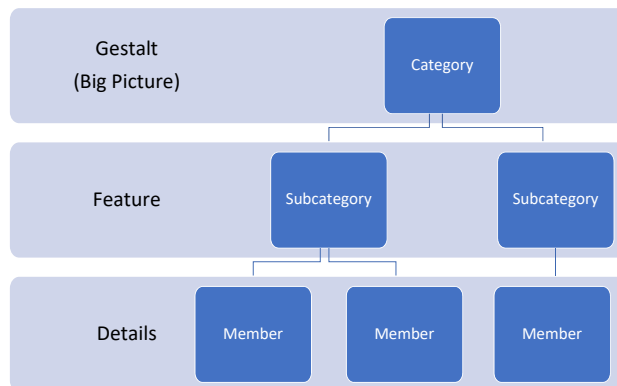 Gestalt
(Big Picture)
Category
Feature
Subcategory
Subcategory
Details
Member
Member
Member